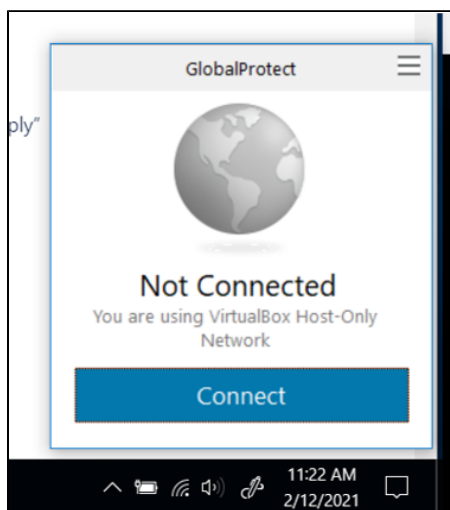 GlobalProtect
ply"
Not Connected
You are using VirtualBox Host-Only
Network
Connect
11:22 AM
2/12/2021